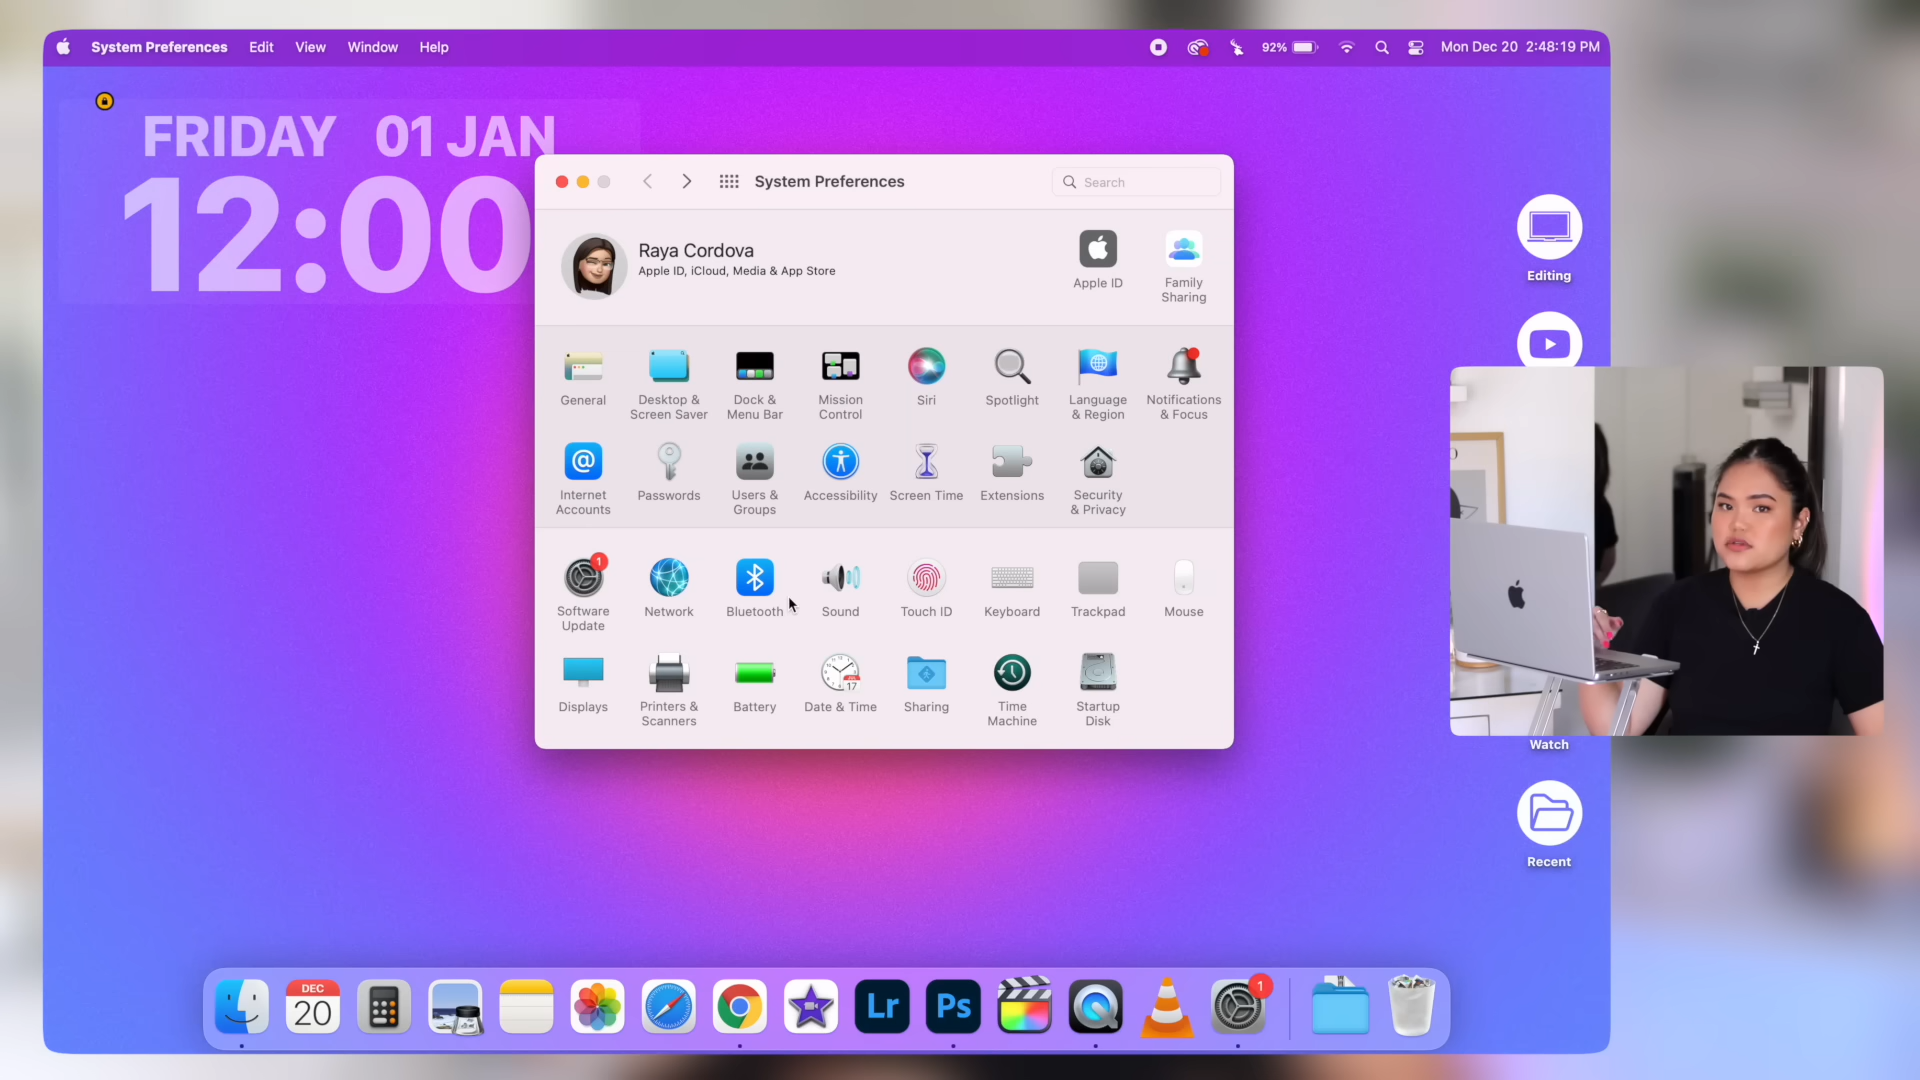 System Preferences Edit View Window Help
92% Mon Dec 20 2:48:19 PM
FRIDAY 01 JAN
12:00
System Preferences
Search
Raya Cordova
Apple ID, iCloud, Media & App Store
Apple ID
Family
Sharing
General
Desktop &
Screen Saver
Dock &
Menu Bar
Mission
Control
Siri
Spotlight
Language
& Region
Notifications
& Focus
Internet
Accounts
Passwords
Users &
Groups
Accessibility
Screen Time
Extensions
Security
& Privacy
1
Software
Update
Network
Bluetooth
Sound
Touch ID
Keyboard
Trackpad
Mouse
Displays
Printers &
Scanners
Battery
17
Date & Time
Sharing
Time
Machine
Startup
Disk
Editing
Watch
Recent
DEC
20
Lr
Ps
1